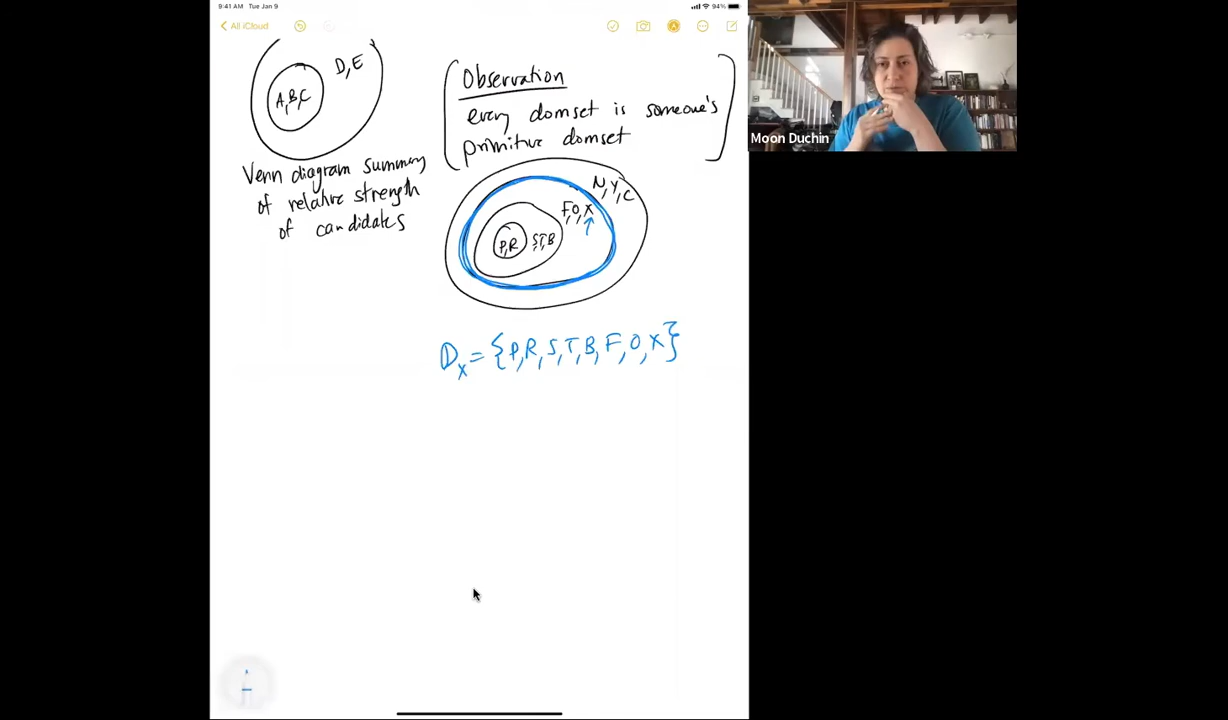 9:41 AM Tue Jan 9
94%
All iCloud
D,E
A,B,C
Venn diagram summary
of relative strength
of candidates
Observation
every domset is someone's
primitive domset
N,Y,C
F,O,X
P,R
S,T,B
D_X = {P,R,S,T,B,F,O,X}
Moon Duchin